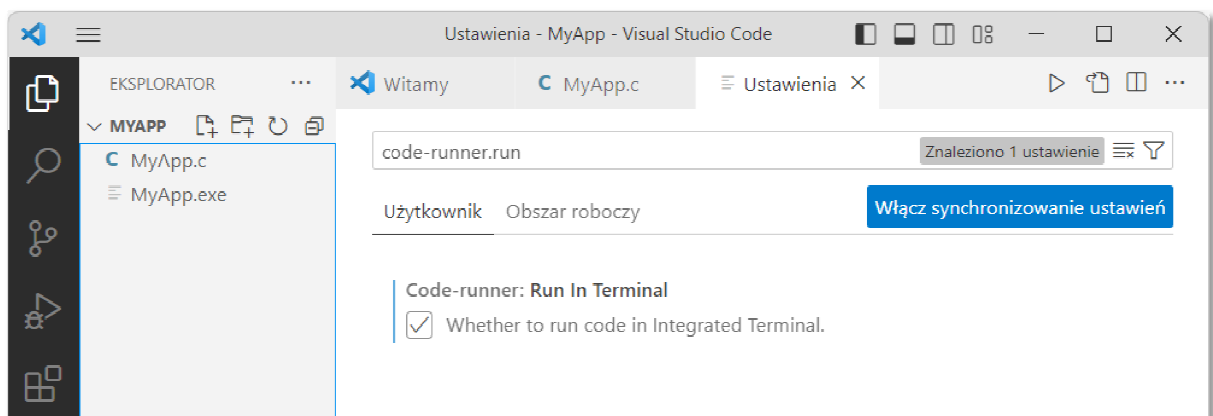 Ustawienia - MyApp - Visual Studio Code
EKSPLORATOR
Witamy
C MyApp.c
Ustawienia
MYAPP
C MyApp.c
MyApp.exe
code-runner.run
Znaleziono 1 ustawienie
Użytkownik
Obszar roboczy
Włącz synchronizowanie ustawień
Code-runner: Run In Terminal
Whether to run code in Integrated Terminal.